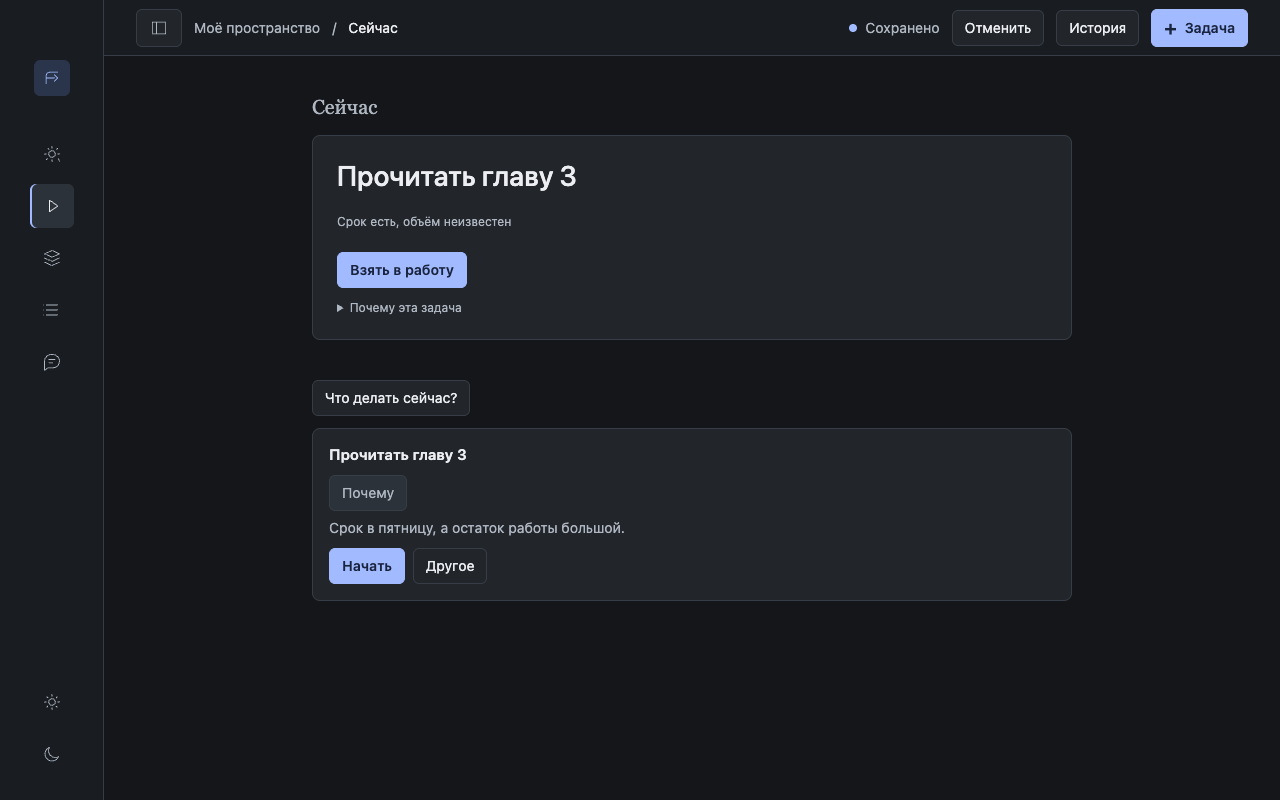 Моё пространство / Сейчас
Сохранено
Отменить
История
+ Задача
Сейчас
Прочитать главу 3
Срок есть, объём неизвестен
Взять в работу
Почему эта задача
Что делать сейчас?
Прочитать главу 3
Почему
Срок в пятницу, а остаток работы большой.
Начать
Другое